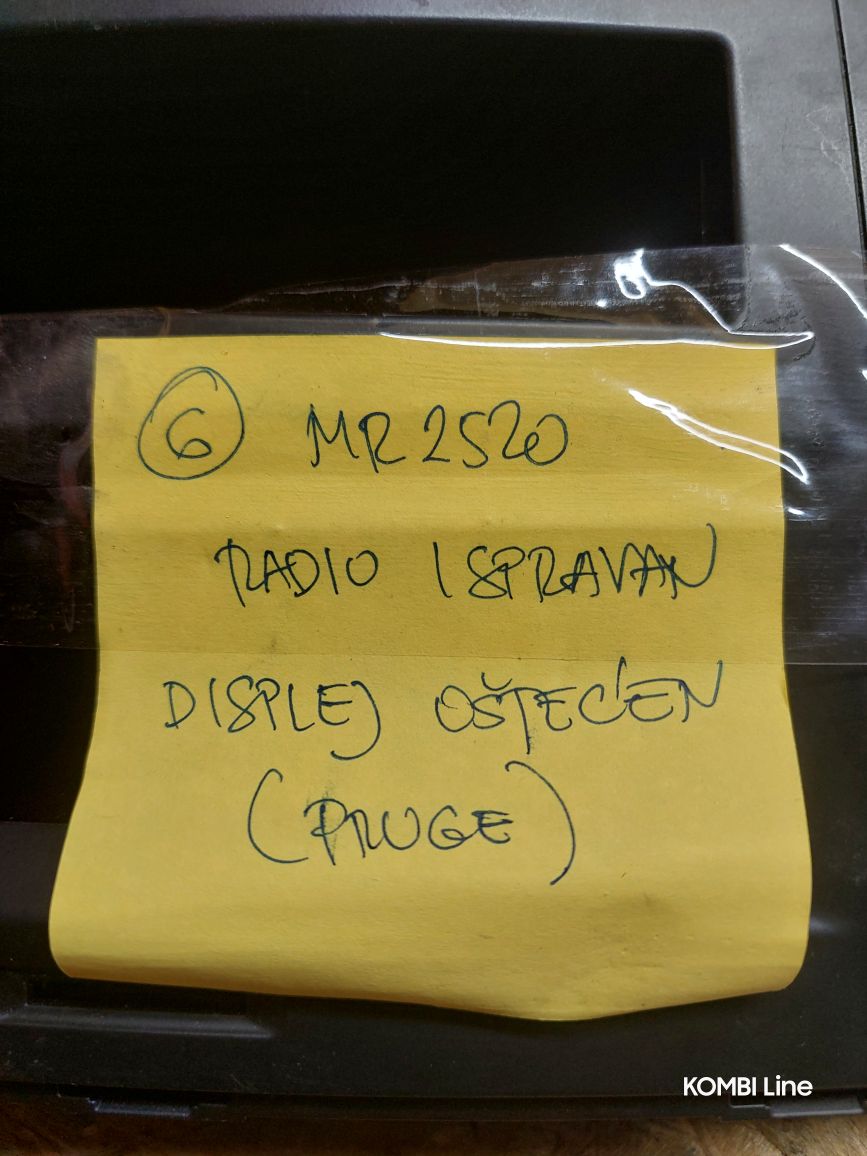 6 MR2520
RADIO ISPRAVAN
DISPLEJ OŠTEĆEN
(PRUGE)
KOMBI Line